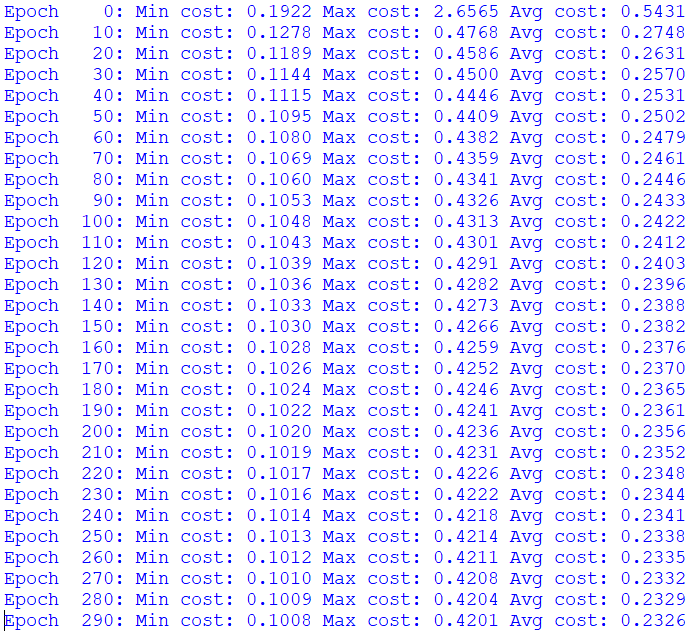 Epoch    0: Min cost: 0.1922 Max cost: 2.6565 Avg cost: 0.5431
Epoch   10: Min cost: 0.1278 Max cost: 0.4768 Avg cost: 0.2748
Epoch   20: Min cost: 0.1189 Max cost: 0.4586 Avg cost: 0.2631
Epoch   30: Min cost: 0.1144 Max cost: 0.4500 Avg cost: 0.2570
Epoch   40: Min cost: 0.1115 Max cost: 0.4446 Avg cost: 0.2531
Epoch   50: Min cost: 0.1095 Max cost: 0.4409 Avg cost: 0.2502
Epoch   60: Min cost: 0.1080 Max cost: 0.4382 Avg cost: 0.2479
Epoch   70: Min cost: 0.1069 Max cost: 0.4359 Avg cost: 0.2461
Epoch   80: Min cost: 0.1060 Max cost: 0.4341 Avg cost: 0.2446
Epoch   90: Min cost: 0.1053 Max cost: 0.4326 Avg cost: 0.2433
Epoch  100: Min cost: 0.1048 Max cost: 0.4313 Avg cost: 0.2422
Epoch  110: Min cost: 0.1043 Max cost: 0.4301 Avg cost: 0.2412
Epoch  120: Min cost: 0.1039 Max cost: 0.4291 Avg cost: 0.2403
Epoch  130: Min cost: 0.1036 Max cost: 0.4282 Avg cost: 0.2396
Epoch  140: Min cost: 0.1033 Max cost: 0.4273 Avg cost: 0.2388
Epoch  150: Min cost: 0.1030 Max cost: 0.4266 Avg cost: 0.2382
Epoch  160: Min cost: 0.1028 Max cost: 0.4259 Avg cost: 0.2376
Epoch  170: Min cost: 0.1026 Max cost: 0.4252 Avg cost: 0.2370
Epoch  180: Min cost: 0.1024 Max cost: 0.4246 Avg cost: 0.2365
Epoch  190: Min cost: 0.1022 Max cost: 0.4241 Avg cost: 0.2361
Epoch  200: Min cost: 0.1020 Max cost: 0.4236 Avg cost: 0.2356
Epoch  210: Min cost: 0.1019 Max cost: 0.4231 Avg cost: 0.2352
Epoch  220: Min cost: 0.1017 Max cost: 0.4226 Avg cost: 0.2348
Epoch  230: Min cost: 0.1016 Max cost: 0.4222 Avg cost: 0.2344
Epoch  240: Min cost: 0.1014 Max cost: 0.4218 Avg cost: 0.2341
Epoch  250: Min cost: 0.1013 Max cost: 0.4214 Avg cost: 0.2338
Epoch  260: Min cost: 0.1012 Max cost: 0.4211 Avg cost: 0.2335
Epoch  270: Min cost: 0.1010 Max cost: 0.4208 Avg cost: 0.2332
Epoch  280: Min cost: 0.1009 Max cost: 0.4204 Avg cost: 0.2329
Epoch  290: Min cost: 0.1008 Max cost: 0.4201 Avg cost: 0.2326